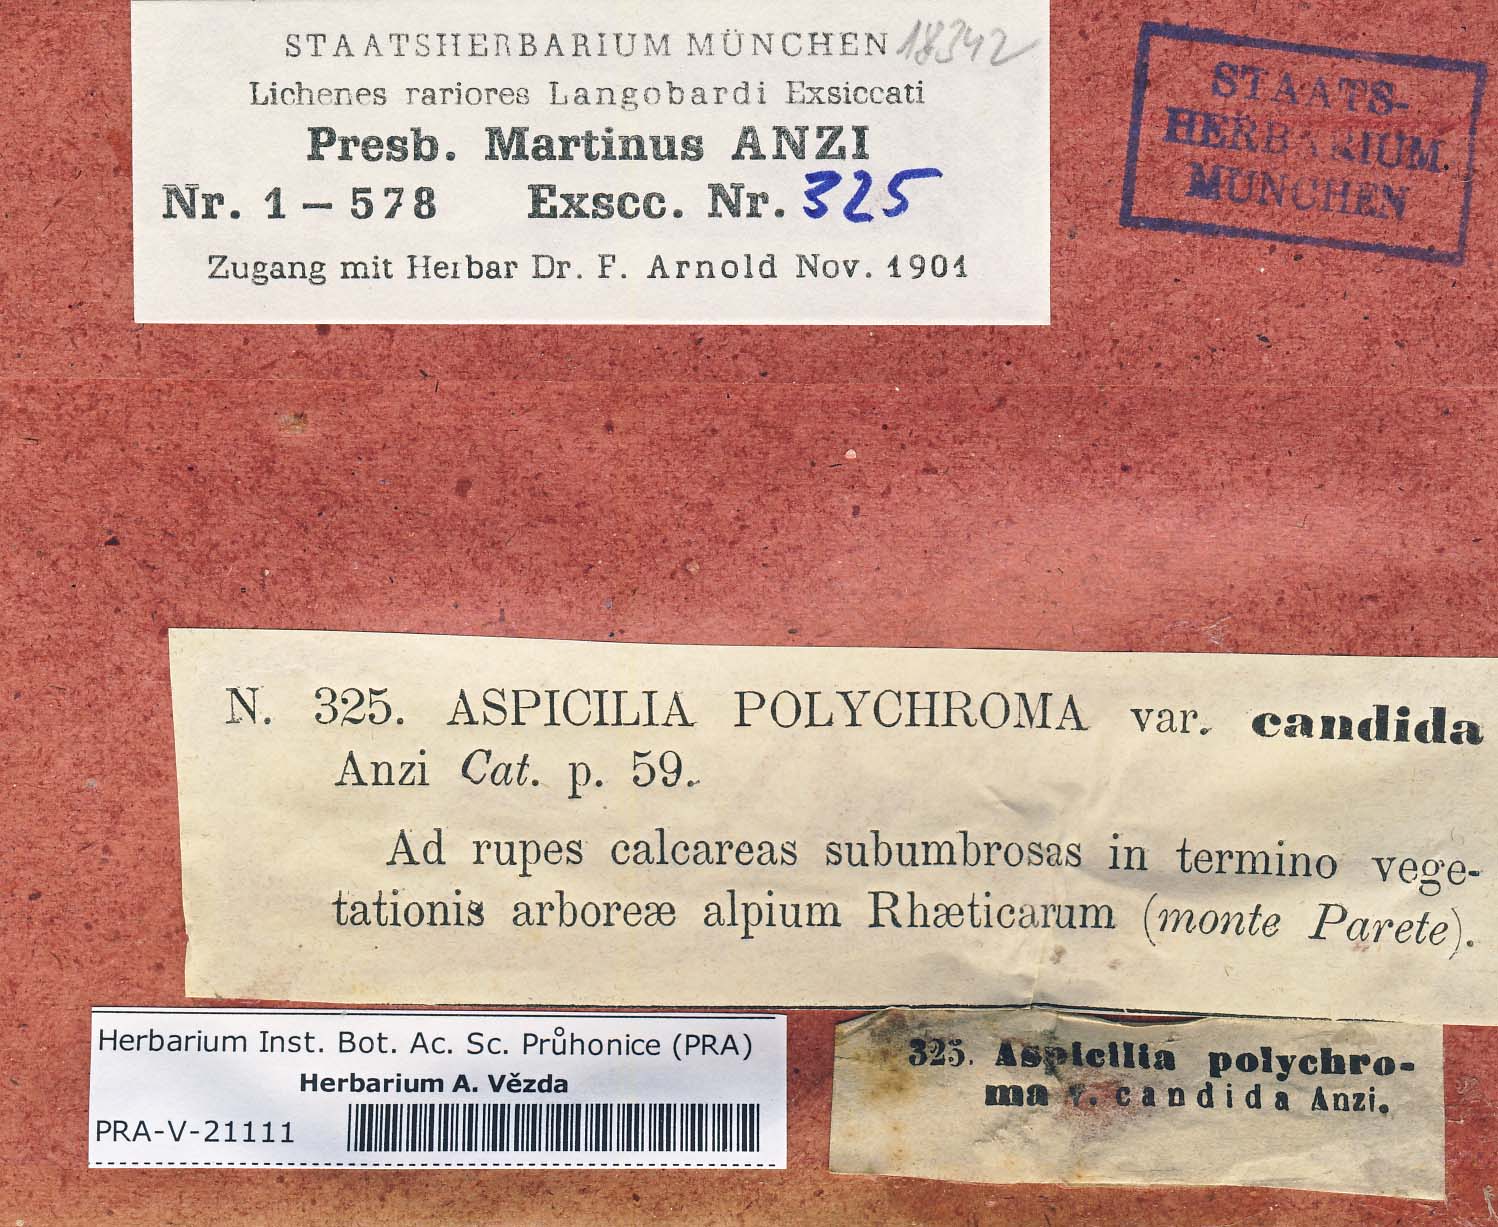 STAATSHERBARIUM MÜNCHEN 18342
Lichenes rariores Langobardi Exsiccati
Presb. Martinus ANZI
Nr. 1 – 578 Exscc. Nr. 325
Zugang mit Herbar Dr. F. Arnold Nov. 1901
STAATS-
HERBARIUM
MÜNCHEN
N. 325. ASPICILIA POLYCHROMA var. candida
Anzi Cat. p. 59.
Ad rupes calcareas subumbrosas in termino vege-
tationis arboreæ alpium Rhæticarum (monte Parete).
Herbarium Inst. Bot. Ac. Sc. Průhonice (PRA)
Herbarium A. Vězda
PRA-V-21111
325. Aspicilia polychro-
ma v. candida Anzi.